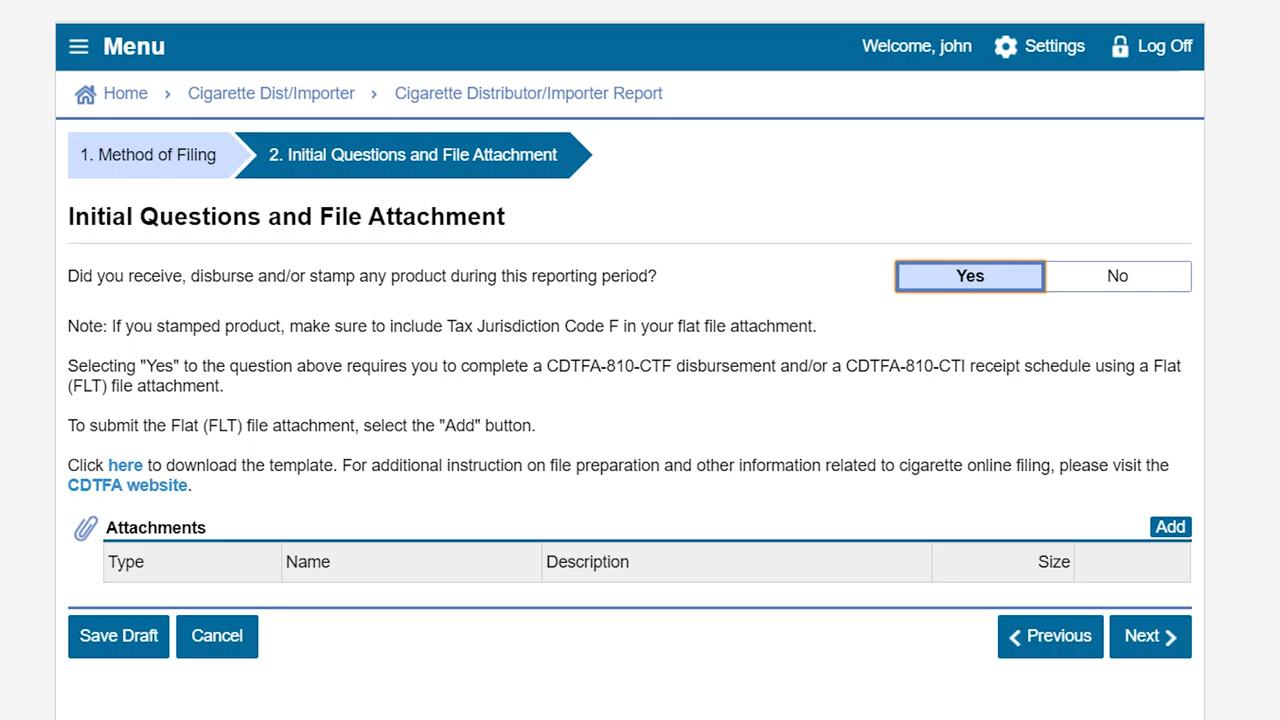 Menu
Welcome, john Settings Log Off
Home Cigarette Dist/Importer Cigarette Distributor/Importer Report
1. Method of Filing 2. Initial Questions and File Attachment
Initial Questions and File Attachment
Did you receive, disburse and/or stamp any product during this reporting period? Yes No
Note: If you stamped product, make sure to include Tax Jurisdiction Code F in your flat file attachment.
Selecting "Yes" to the question above requires you to complete a CDTFA-810-CTF disbursement and/or a CDTFA-810-CTI receipt schedule using a Flat
(FLT) file attachment.
To submit the Flat (FLT) file attachment, select the "Add" button.
Click here to download the template. For additional instruction on file preparation and other information related to cigarette online filing, please visit the
CDTFA website.
Attachments Add
Type Name Description Size
Save Draft Cancel Previous Next